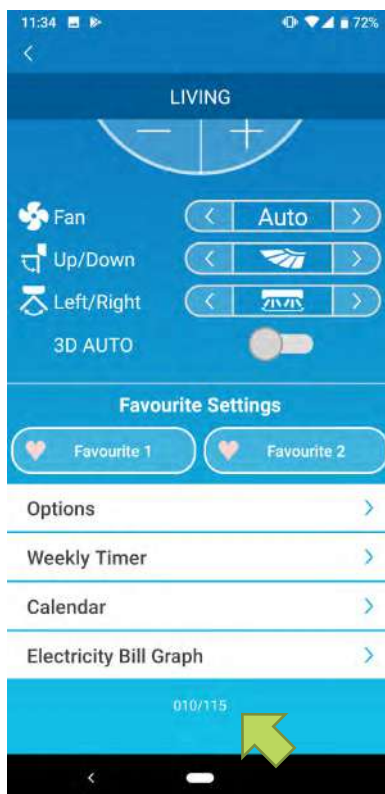 11:34 72%
LIVING
Fan Auto
Up/Down
Left/Right
3D AUTO
Favourite Settings
Favourite 1 Favourite 2
Options
Weekly Timer
Calendar
Electricity Bill Graph
010/115